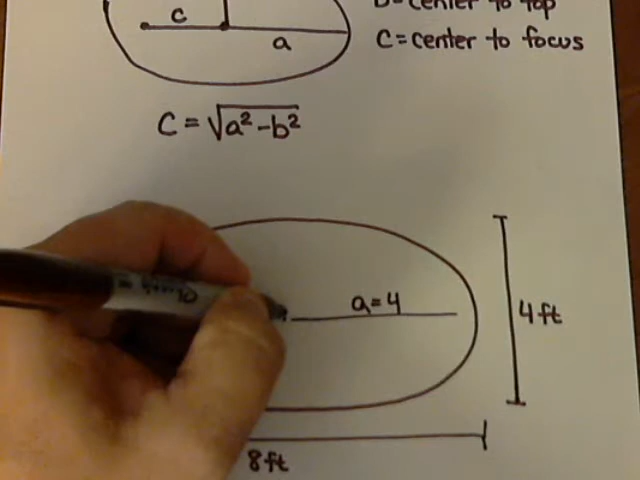 b=center to top
c
a
C=center to focus
C=√a²-b²
a=4
4ft
8ft